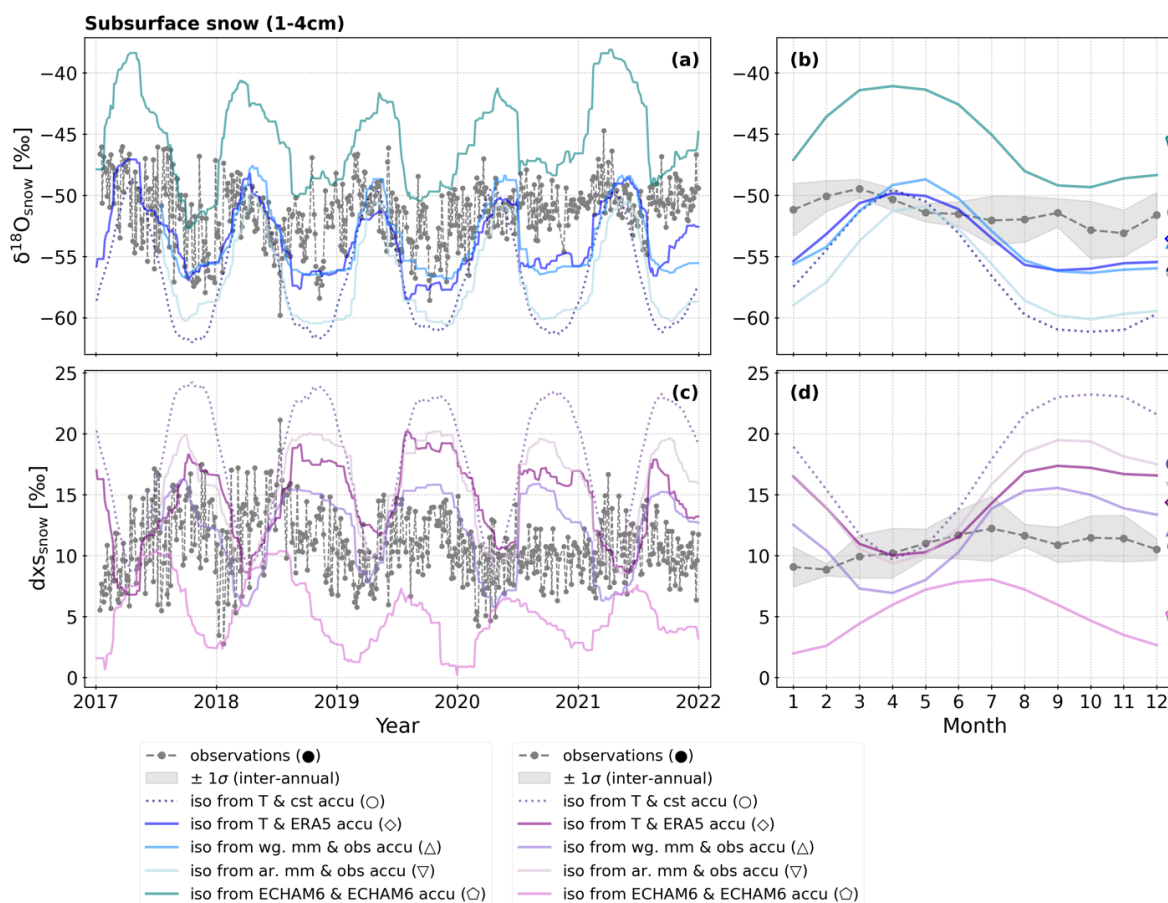 Subsurface snow (1-4cm)
(a)
(b)
δ¹⁸Oₛₙₒw [‰]
−40
−45
−50
−55
−60
−40
−45
−50
−55
−60
(c)
(d)
dxsₛₙₒw [‰]
25
20
15
10
5
0
2017 2018 2019 2020 2021 2022
Year
1 2 3 4 5 6 7 8 9 10 11 12
Month
observations (●)
± 1σ (inter-annual)
iso from T & cst accu (○)
iso from T & ERA5 accu (◇)
iso from wg. mm & obs accu (△)
iso from ar. mm & obs accu (▽)
iso from ECHAM6 & ECHAM6 accu (⬠)
observations (●)
± 1σ (inter-annual)
iso from T & cst accu (○)
iso from T & ERA5 accu (◇)
iso from wg. mm & obs accu (△)
iso from ar. mm & obs accu (▽)
iso from ECHAM6 & ECHAM6 accu (⬠)